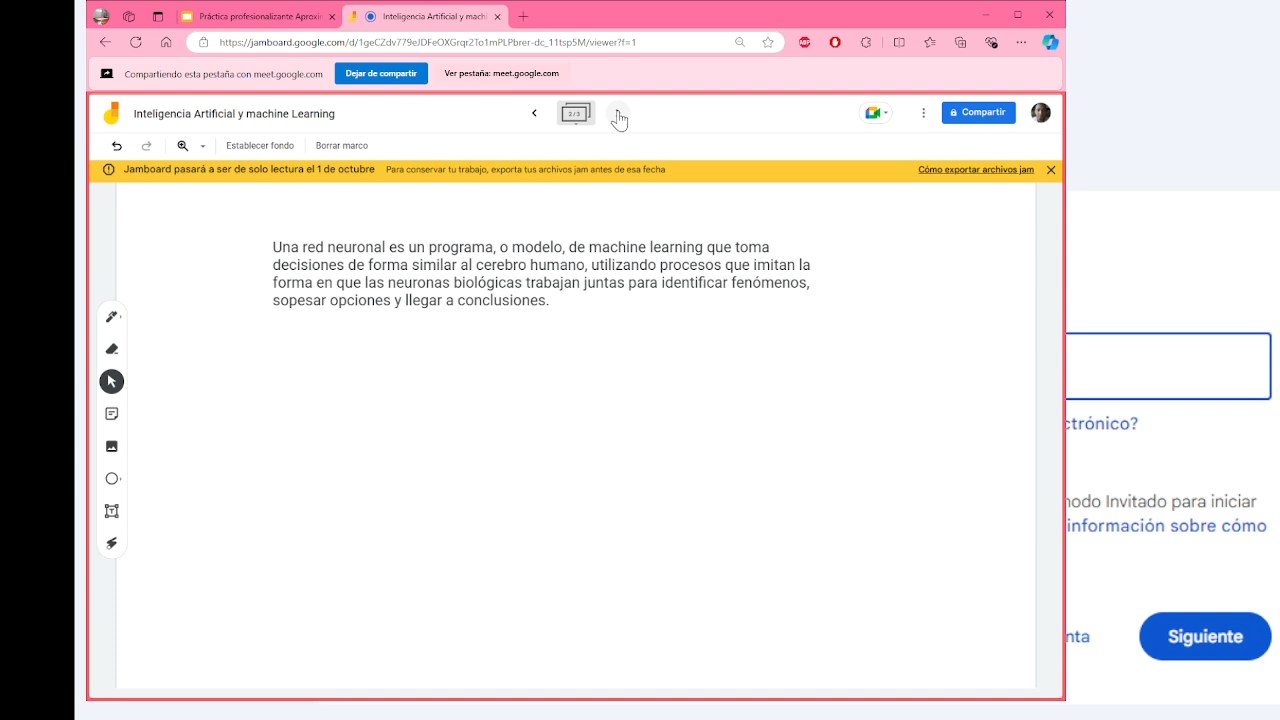 Práctica profesionalizante Aproxim
Inteligencia Artificial y machi
https://jamboard.google.com/d/1geCZdv779eJDFeOXGrqr2To1mPLPbrer-dc_11tsp5M/viewer?f=1
Compartiendo esta pestaña con meet.google.com
Dejar de compartir
Ver pestaña: meet.google.com
Inteligencia Artificial y machine Learning
Compartir
Establecer fondo
Borrar marco
Jamboard pasará a ser de solo lectura el 1 de octubre Para conservar tu trabajo, exporta tus archivos jam antes de esa fecha
Cómo exportar archivos jam
Una red neuronal es un programa, o modelo, de machine learning que toma
decisiones de forma similar al cerebro humano, utilizando procesos que imitan la
forma en que las neuronas biológicas trabajan juntas para identificar fenómenos,
sopesar opciones y llegar a conclusiones.
ctrónico?
modo Invitado para iniciar
información sobre cómo
nta
Siguiente